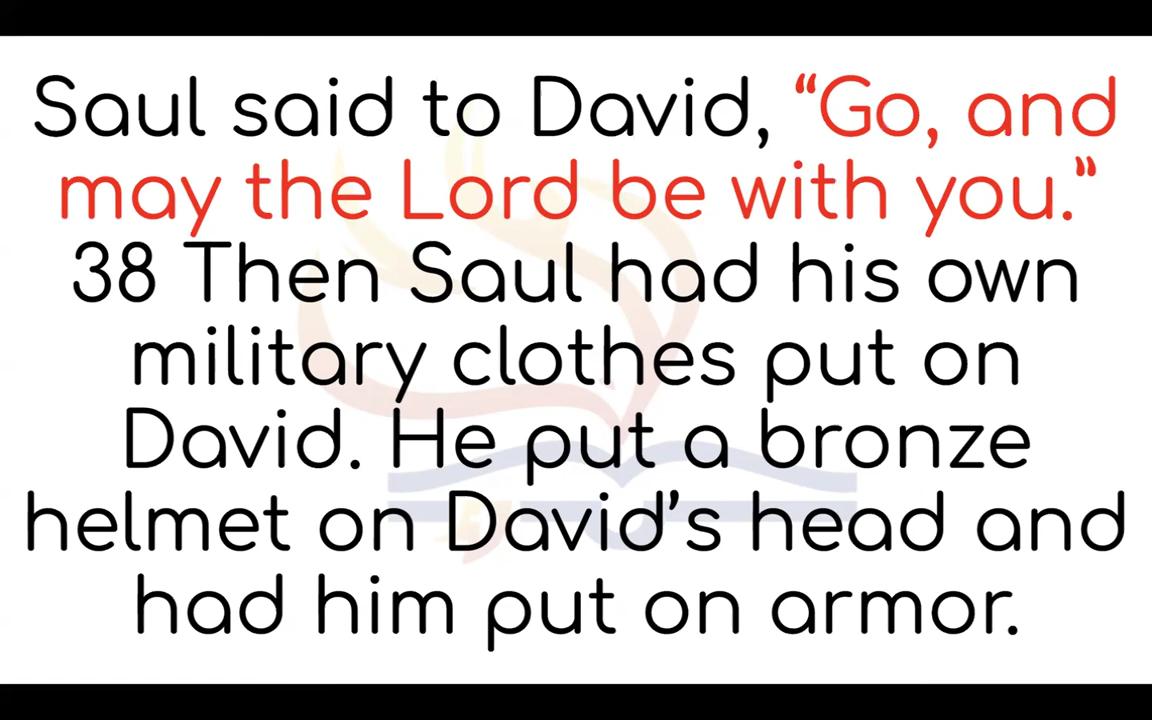 Saul said to David, “Go, and
may the Lord be with you.”
38 Then Saul had his own
military clothes put on
David. He put a bronze
helmet on David’s head and
had him put on armor.